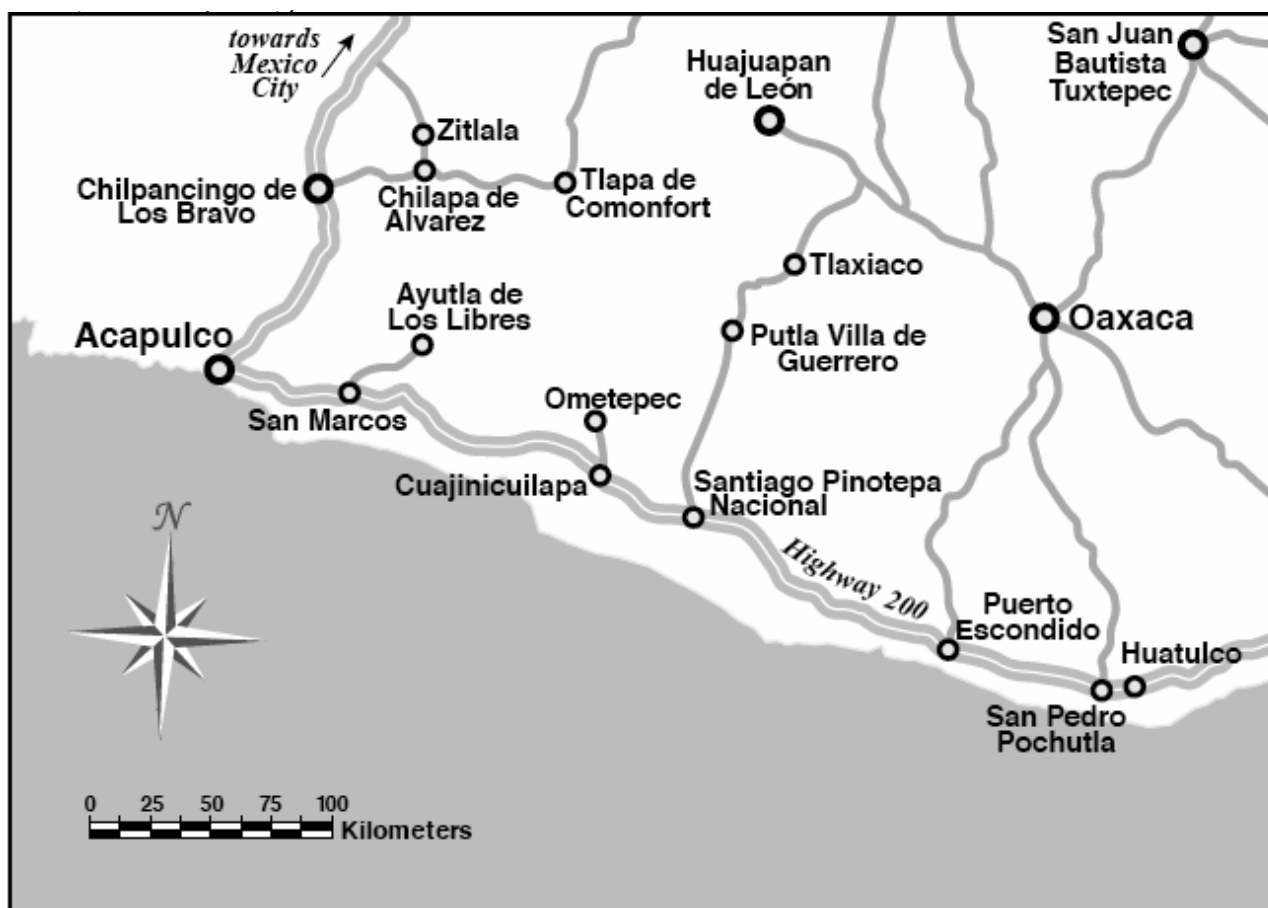 towards
Mexico
City
San Juan
Bautista
Tuxtepec
Huajuapan
de León
Zitlala
Chilpancingo de
Los Bravo
Chilapa de
Alvarez
Tlapa de
Comonfort
Tlaxiaco
Ayutla de
Los Libres
Acapulco
Oaxaca
Putla Villa de
Guerrero
San Marcos
Ometepec
Cuajinicuilapa
Santiago Pinotepa
Nacional
N
Highway 200
Puerto
Escondido
Huatulco
San Pedro
Pochutla
0 25 50 75 100
Kilometers